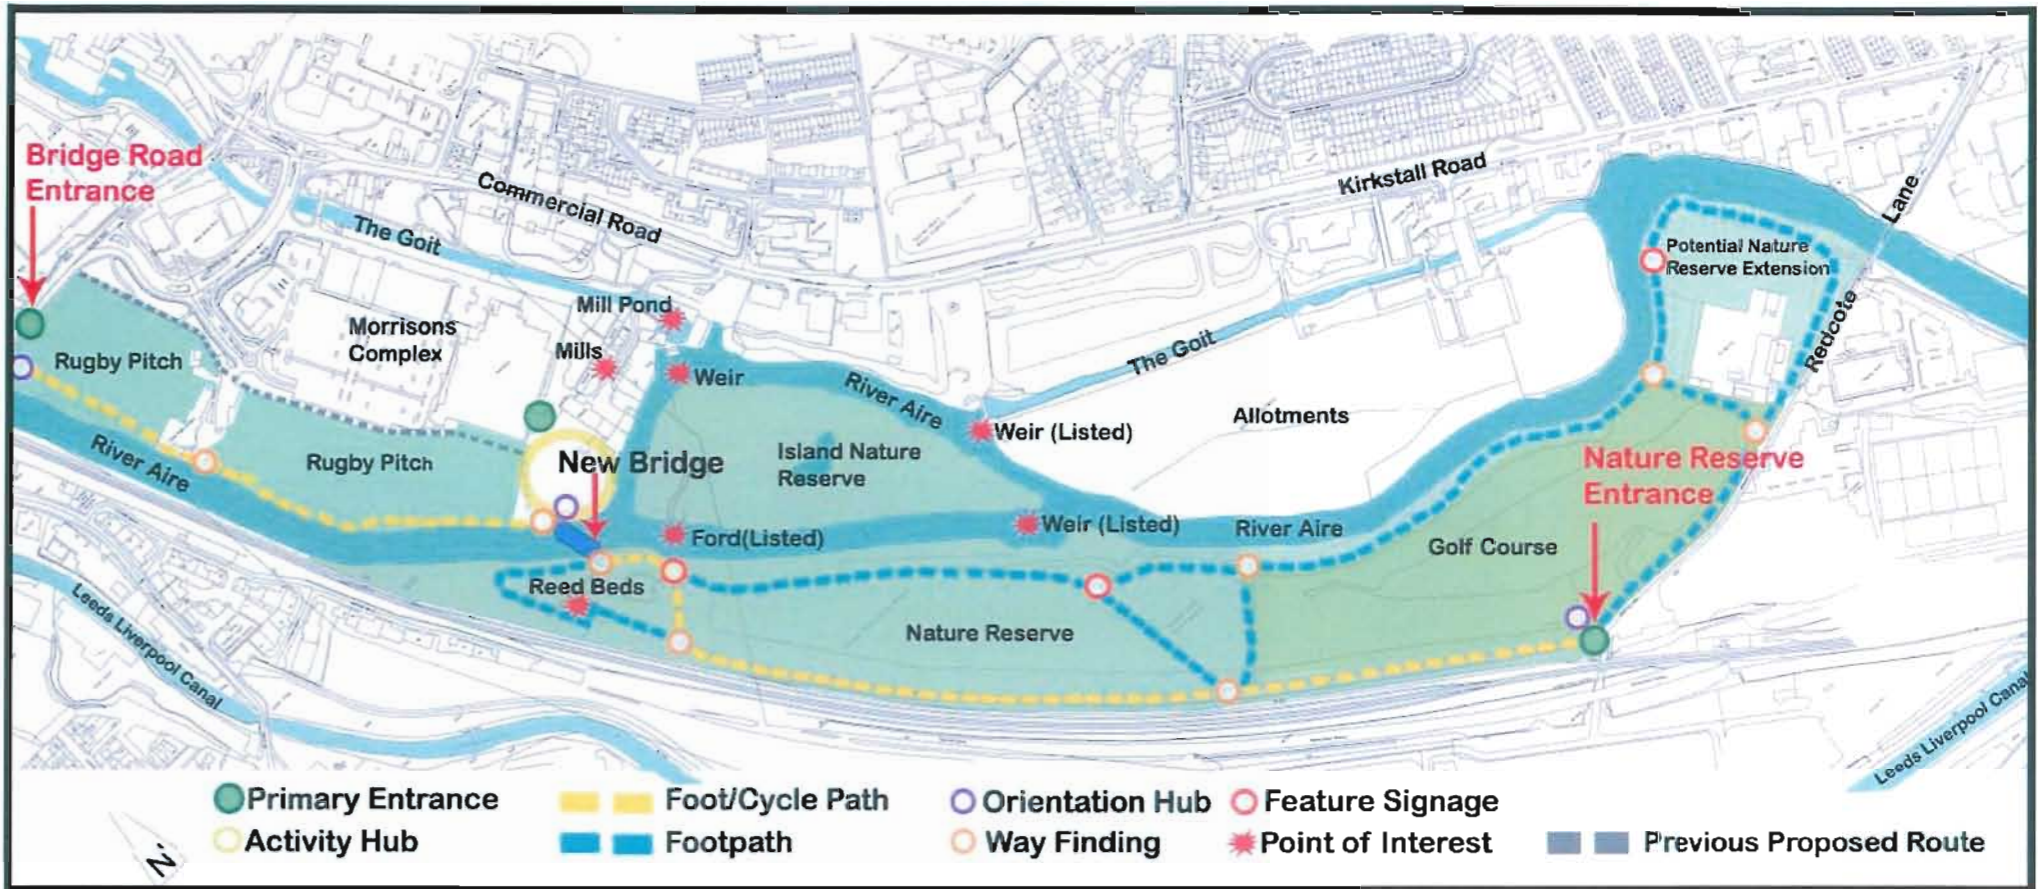 Bridge Road
Entrance
The Goit
Commercial Road
Kirkstall Road
Redcote Lane
Potential Nature
Reserve Extension
Mill Pond
Morrisons
Complex
Mills
Weir
River Aire
The Goit
Rugby Pitch
Allotments
Weir (Listed)
River Aire
Rugby Pitch
New Bridge
Island Nature
Reserve
Nature Reserve
Entrance
Ford(Listed)
Weir (Listed)
River Aire
Golf Course
Reed Beds
Leeds Liverpool Canal
Nature Reserve
Leeds Liverpool Canal
Primary Entrance
Foot/Cycle Path
Orientation Hub
Feature Signage
Activity Hub
Footpath
Way Finding
Point of Interest
Previous Proposed Route
N